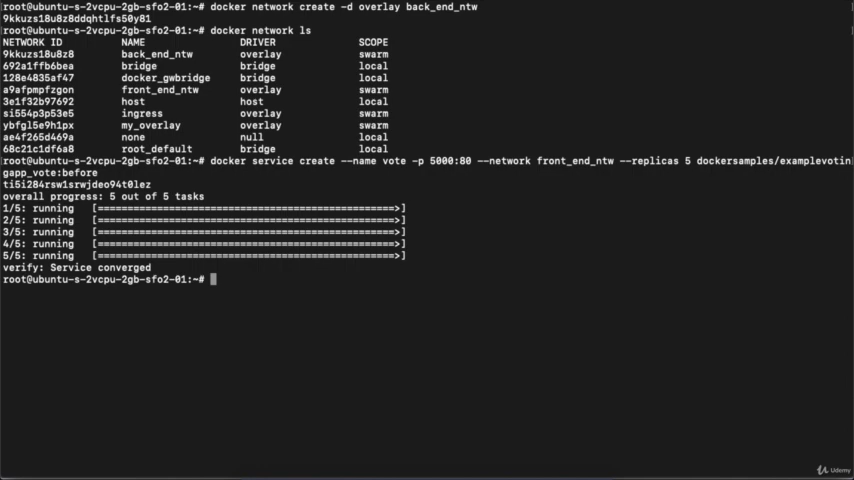 root@ubuntu-s-2vcpu-2gb-sfo2-01:~# docker network create -d overlay back_end_ntw
9kkuzs18u8z8ddqhtlfs50y81
root@ubuntu-s-2vcpu-2gb-sfo2-01:~# docker network ls
NETWORK ID NAME DRIVER SCOPE
9kkuzs18u8z8 back_end_ntw overlay swarm
692a1ffb6bea bridge bridge local
128e4835af47 docker_gwbridge bridge local
a9afpmpfzgon front_end_ntw overlay swarm
3e1f32b97692 host host local
si554p3p53e5 ingress overlay swarm
ybfgl5e9h1px my_overlay overlay swarm
ae4f265d469a none null local
68c21c1df6a8 root_default bridge local
root@ubuntu-s-2vcpu-2gb-sfo2-01:~# docker service create --name vote -p 5000:80 --network front_end_ntw --replicas 5 dockersamples/examplevotin
gapp_vote:before
ti5i284rsw1srwjdeo94t0lez
overall progress: 5 out of 5 tasks
1/5: running [==================================================>]
2/5: running [==================================================>]
3/5: running [==================================================>]
4/5: running [==================================================>]
5/5: running [==================================================>]
verify: Service converged
root@ubuntu-s-2vcpu-2gb-sfo2-01:~#
Udemy